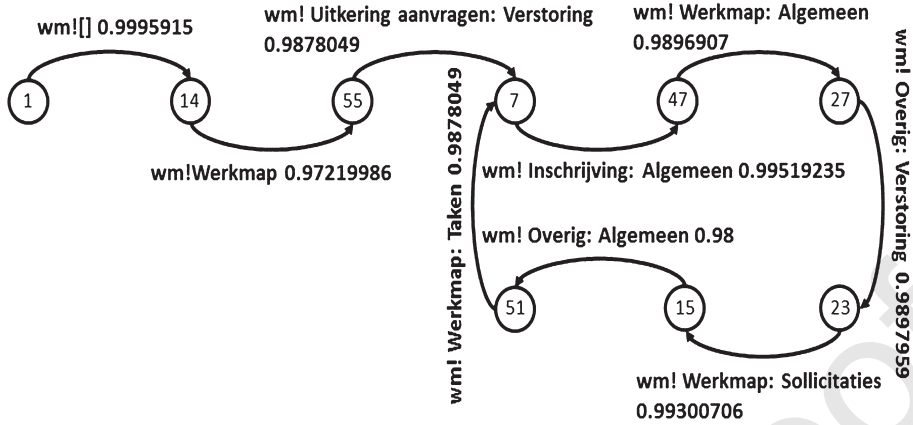 wm![] 0.9995915
wm! Uitkering aanvragen: Verstoring
0.9878049
wm! Werkmap: Algemeen
0.9896907
1
14
55
7
47
27
wm!Werkmap 0.97219986
wm! Inschrijving: Algemeen 0.99519235
wm! Werkmap: Taken 0.9878049
wm! Overig: Verstoring 0.9897959
wm! Overig: Algemeen 0.98
51
15
23
wm! Werkmap: Sollicitaties
0.99300706